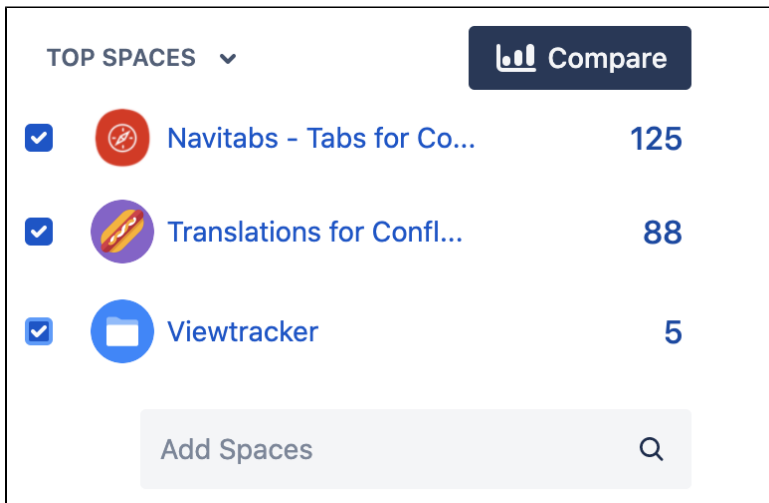 TOP SPACES
Compare
Navitabs - Tabs for Co... 125
Translations for Confl... 88
Viewtracker 5
Add Spaces